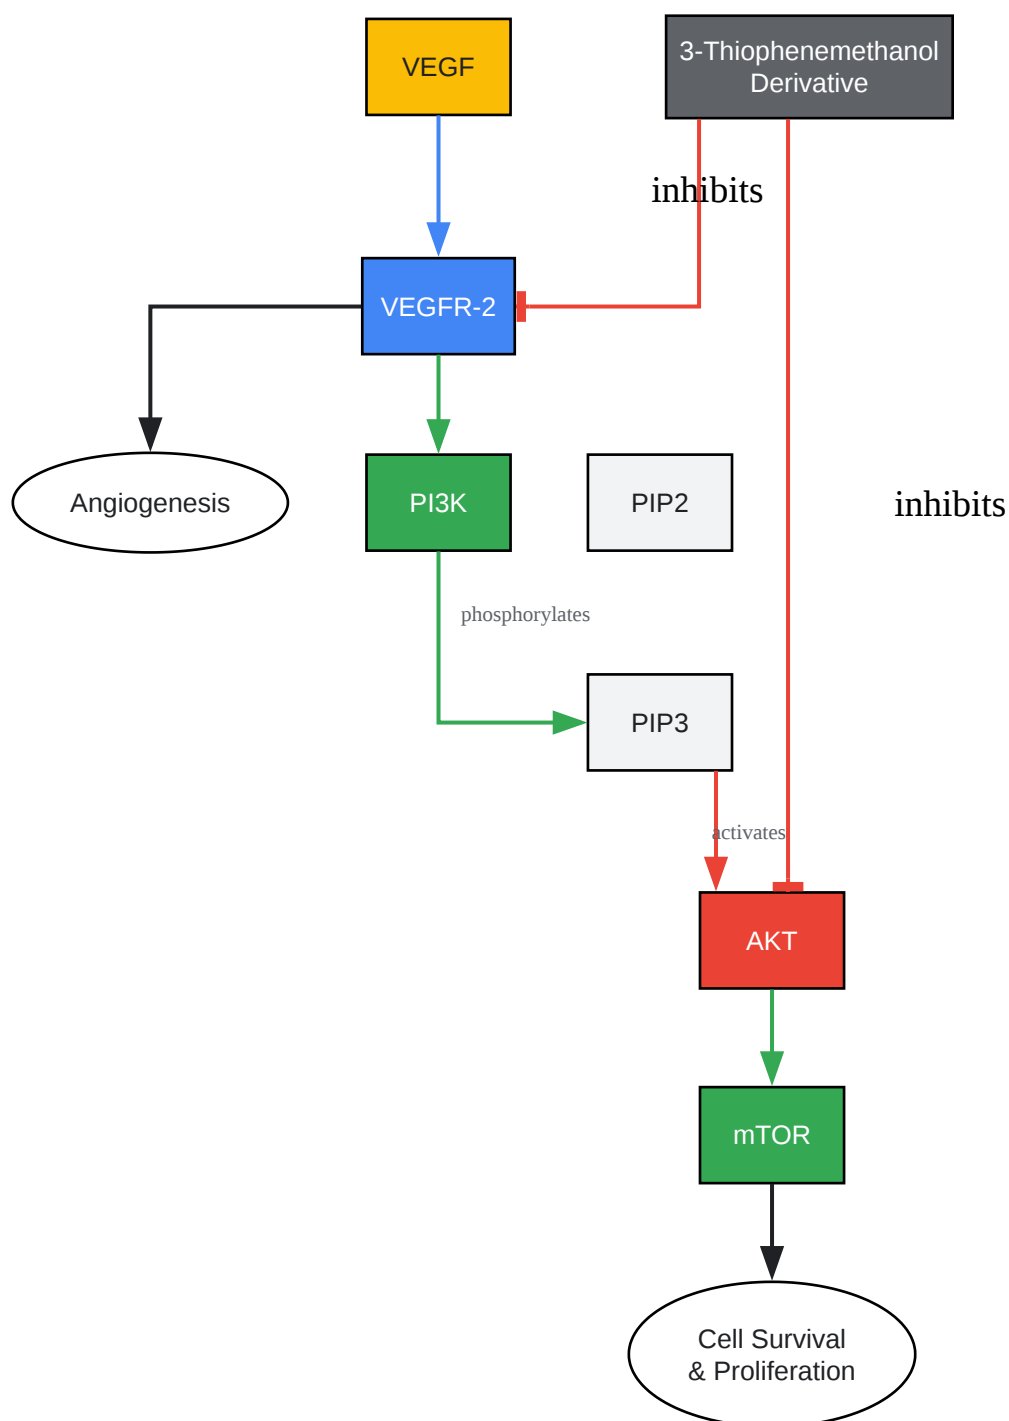 VEGF
3-Thiophenemethanol
Derivative
inhibits
VEGFR-2
Angiogenesis
PI3K
PIP2
inhibits
phosphorylates
PIP3
activates
AKT
mTOR
Cell Survival
& Proliferation